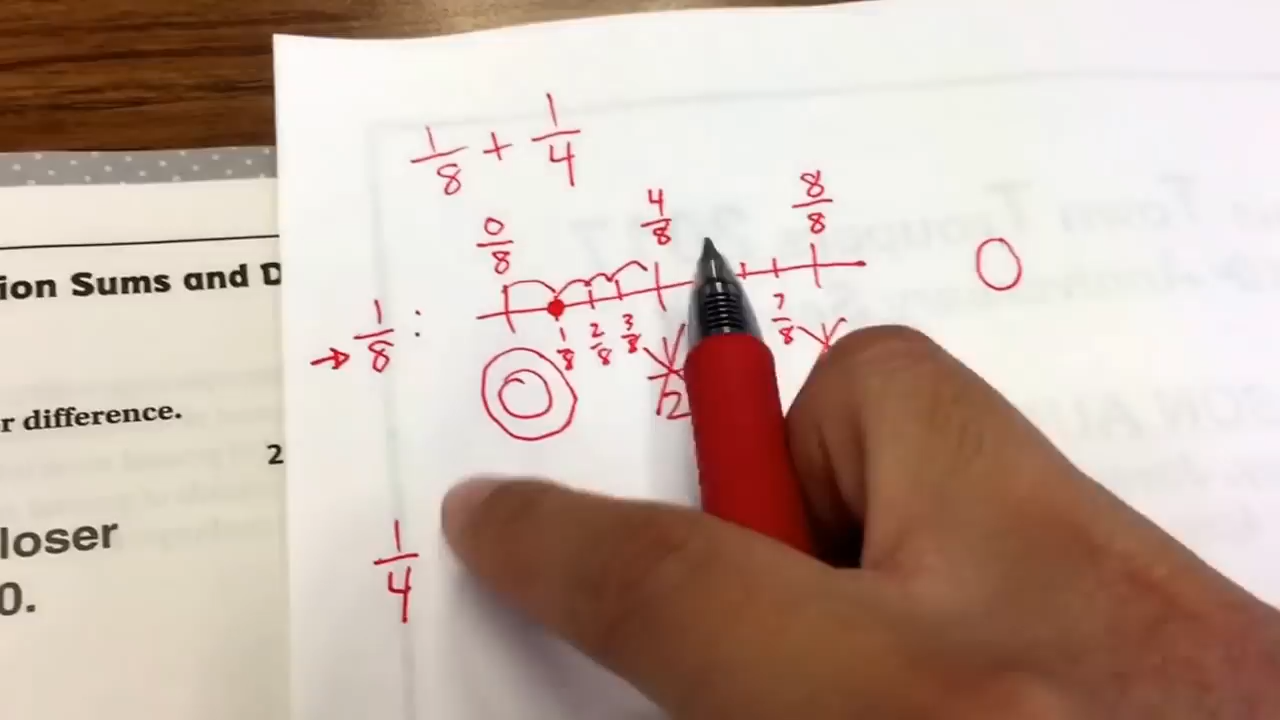 1/8 + 1/4
0/8 4/8 8/8 0
→ 1/8 :
1/8 2/8 3/8 7/8
1/2
0
1/4
ion Sums and D
r difference.
2
loser
0.